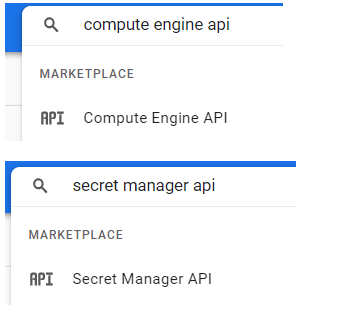 compute engine api
MARKETPLACE
API Compute Engine API
secret manager api
MARKETPLACE
API Secret Manager API